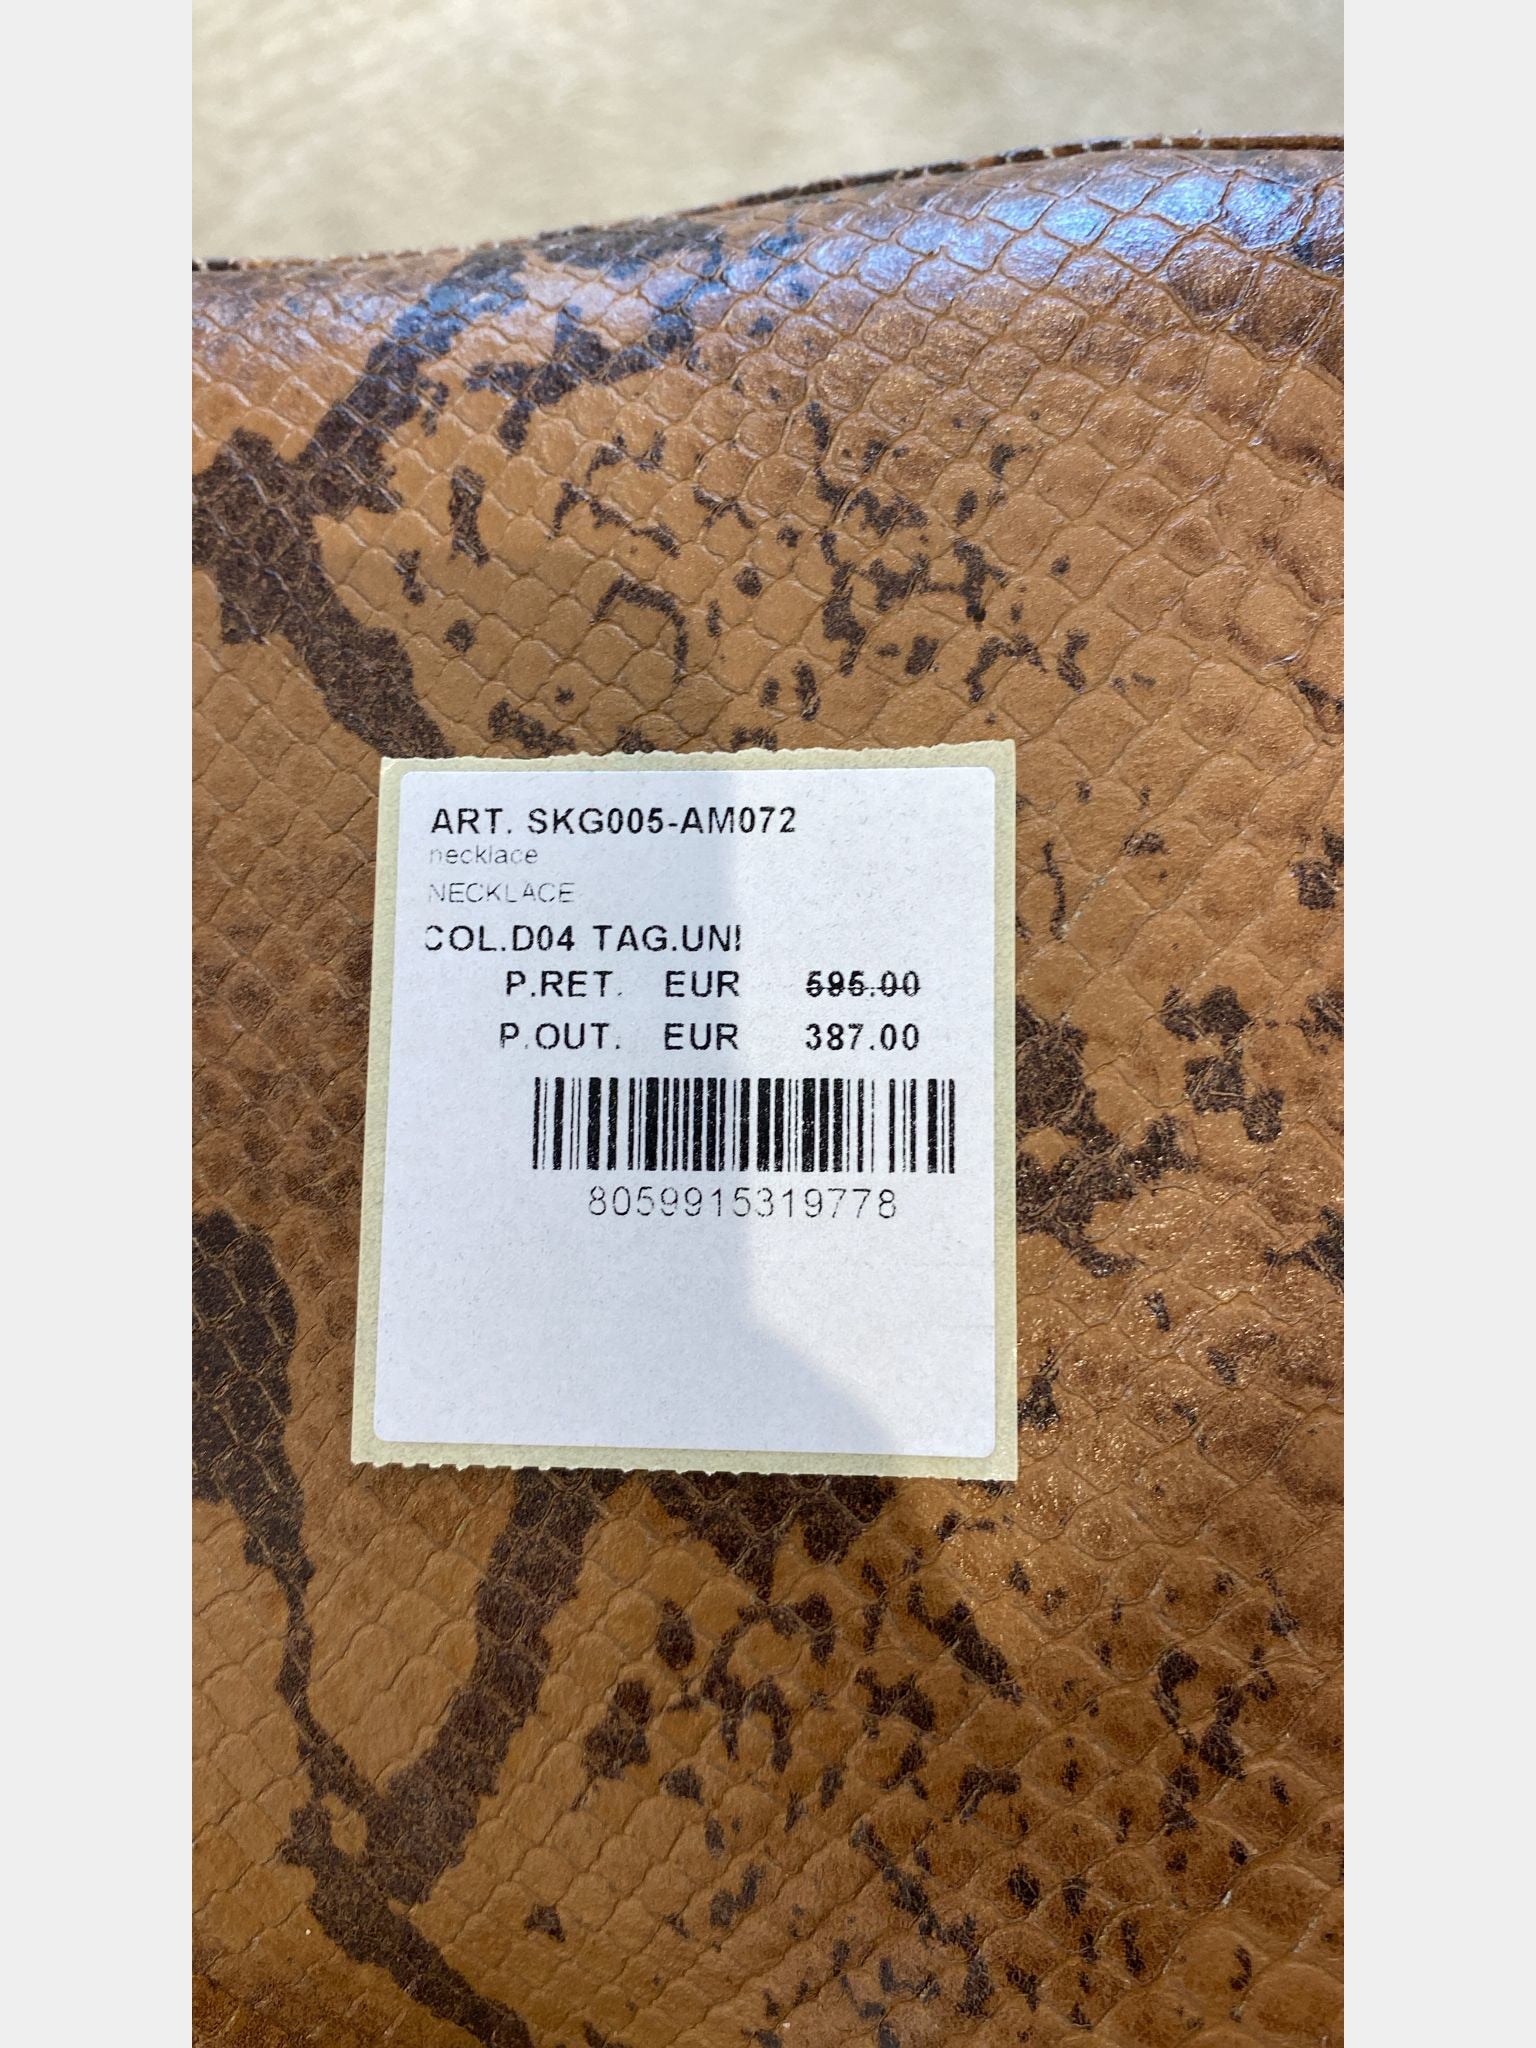 ART. SKG005-AM072
necklace
NECKLACE
COL.D04 TAG.UNI
P.RET. EUR 595.00
P.OUT. EUR 387.00
8059915319778